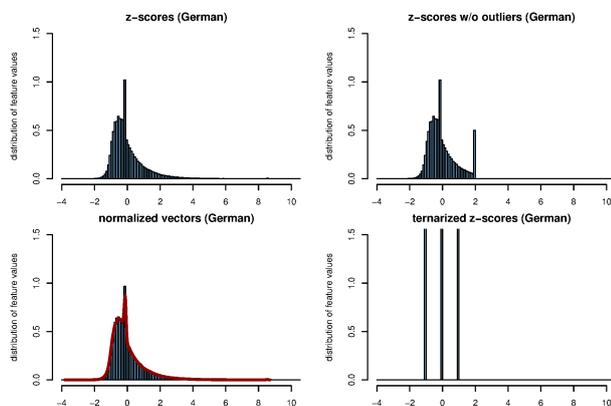 z-scores (German)
distribution of feature values
0.0 0.5 1.0 1.5
−4 −2 0 2 4 6 8 10
z-scores w/o outliers (German)
distribution of feature values
0.0 0.5 1.0 1.5
−4 −2 0 2 4 6 8 10
normalized vectors (German)
distribution of feature values
0.0 0.5 1.0 1.5
−4 −2 0 2 4 6 8 10
ternarized z-scores (German)
distribution of feature values
0.0 0.5 1.0 1.5
−4 −2 0 2 4 6 8 10